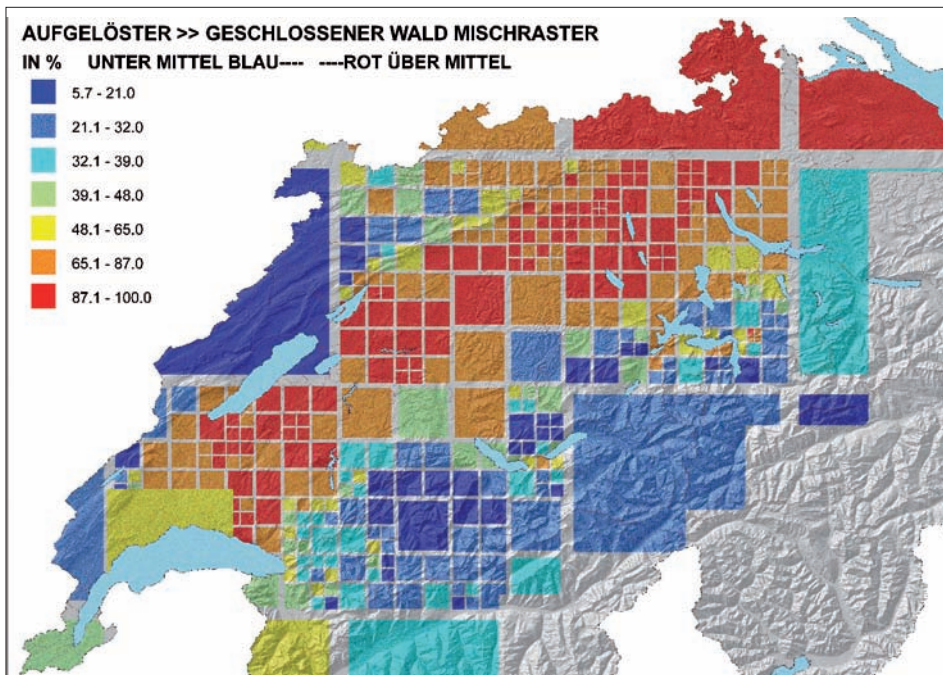 AUFGELÖSTER >> GESCHLOSSENER WALD MISCHRASTER
IN % UNTER MITTEL BLAU---- ----ROT ÜBER MITTEL
5.7 - 21.0
21.1 - 32.0
32.1 - 39.0
39.1 - 48.0
48.1 - 65.0
65.1 - 87.0
87.1 - 100.0